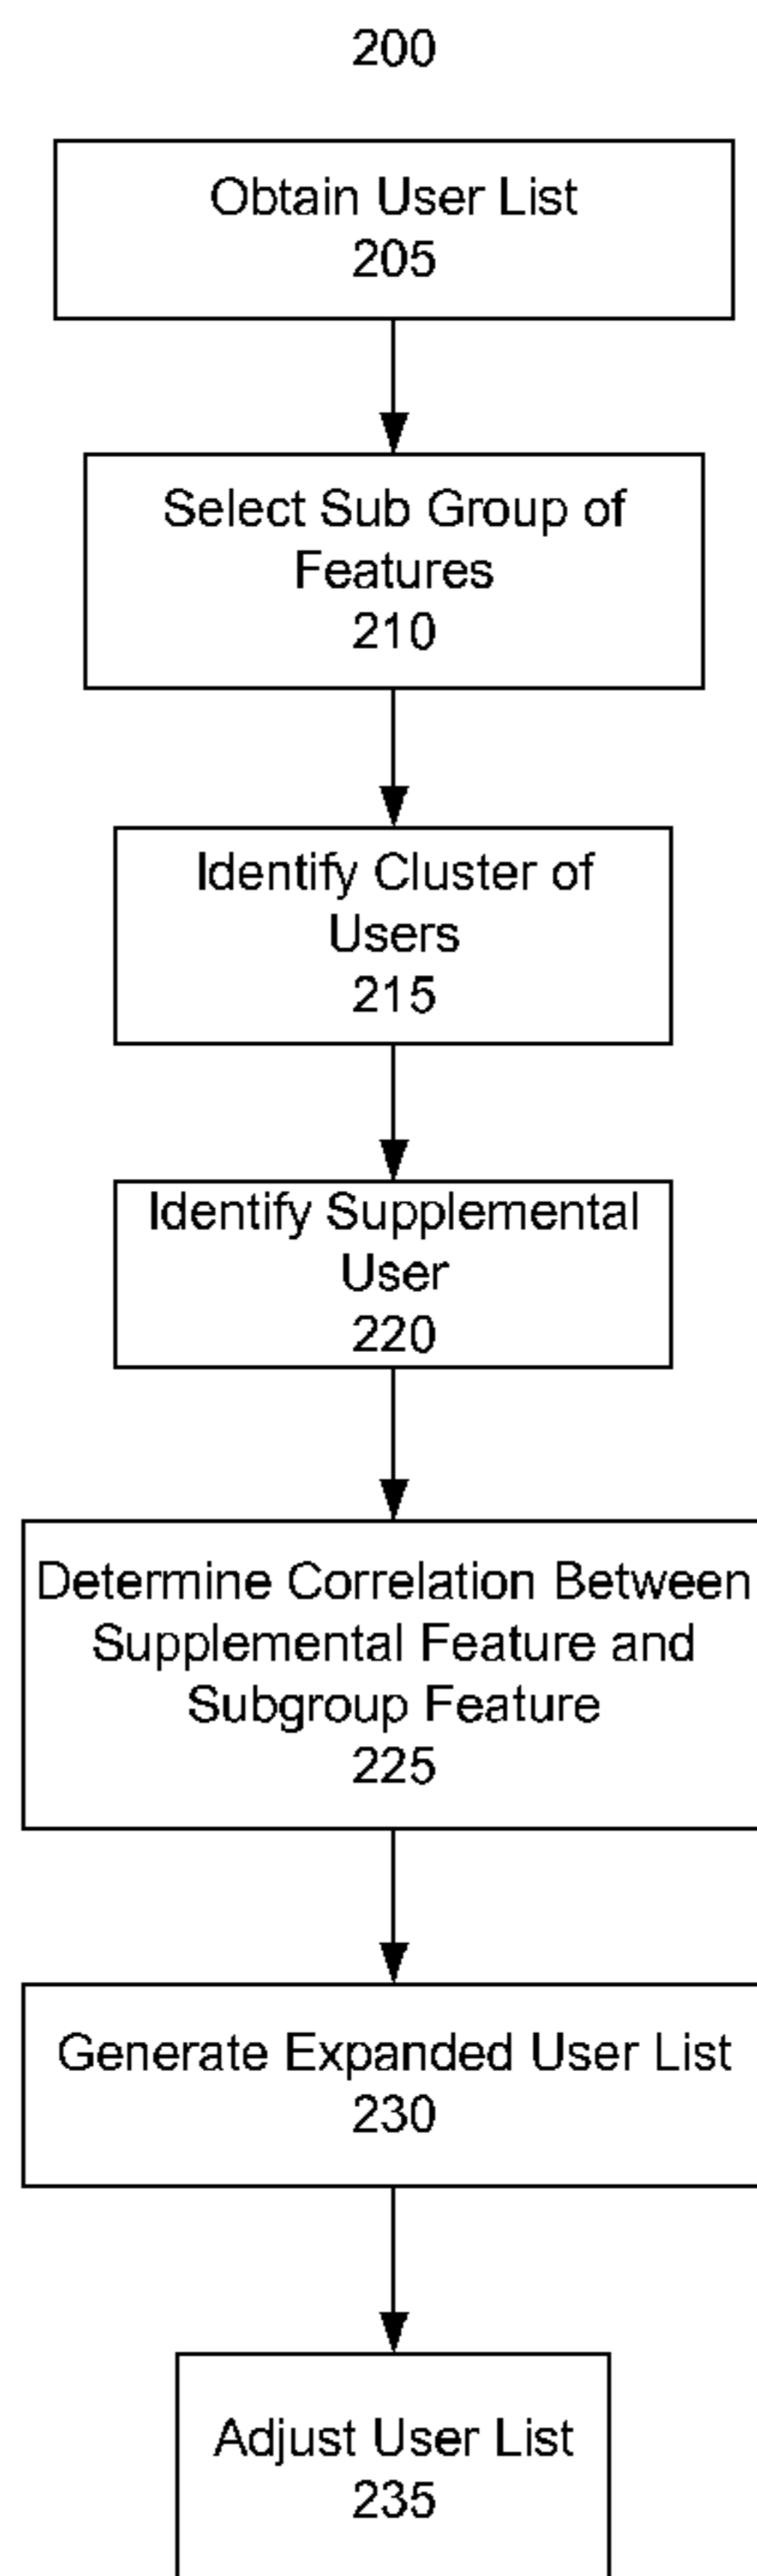 200
Obtain User List
205
Select Sub Group of
Features
210
Identify Cluster of
Users
215
Identify Supplemental
User
220
Determine Correlation Between
Supplemental Feature and
Subgroup Feature
225
Generate Expanded User List
230
Adjust User List
235